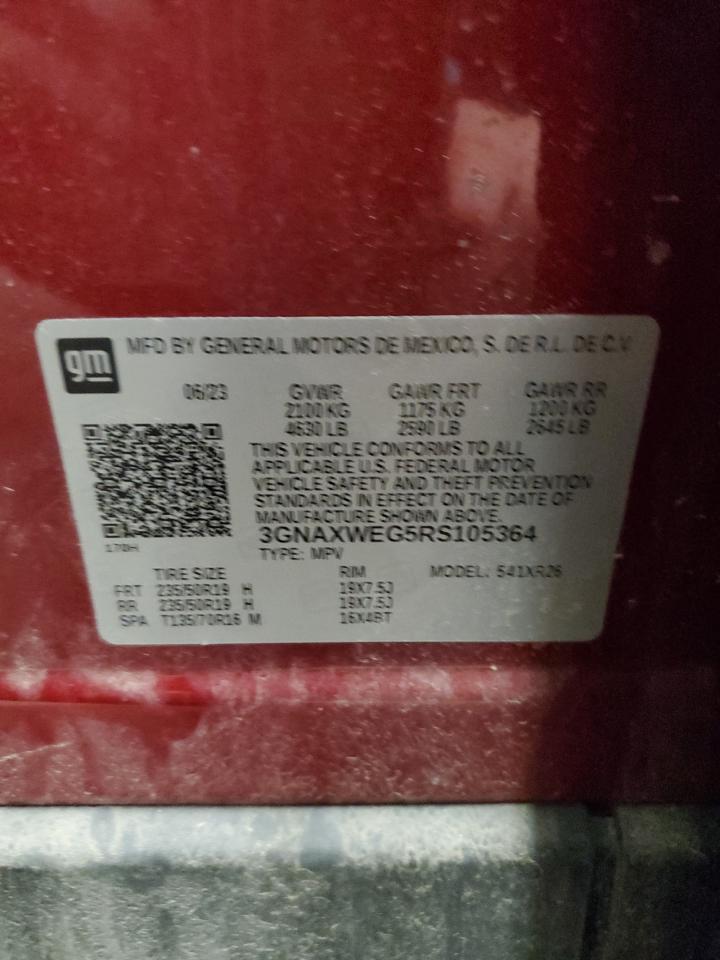 gm
MFD BY GENERAL MOTORS DE MEXICO, S. DE R.L. DE C.V.
06/23 GVWR GAWR FRT GAWR RR
2100 KG 1175 KG 1200 KG
4630 LB 2590 LB 2645 LB
THIS VEHICLE CONFORMS TO ALL
APPLICABLE U.S. FEDERAL MOTOR
VEHICLE SAFETY AND THEFT PREVENTION
STANDARDS IN EFFECT ON THE DATE OF
MANUFACTURE SHOWN ABOVE.
3GNAXWEG5RS105364
170H
TYPE: MPV
TIRE SIZE RIM MODEL: 541XR26
FRT 235/50R19 H 19X7.5J
RR 235/50R19 H 19X7.5J
SPA T135/70R16 M 16X4BT